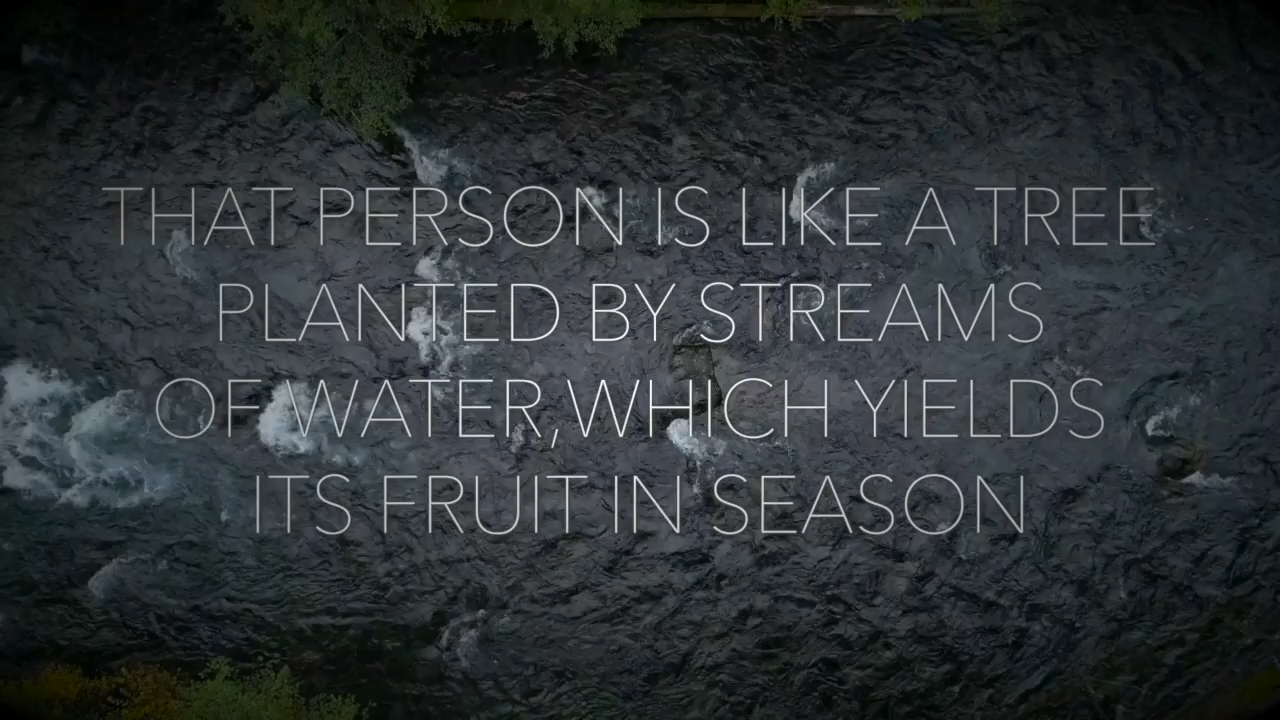 THAT PERSON IS LIKE A TREE
PLANTED BY STREAMS
OF WATER,WHICH YIELDS
ITS FRUIT IN SEASON